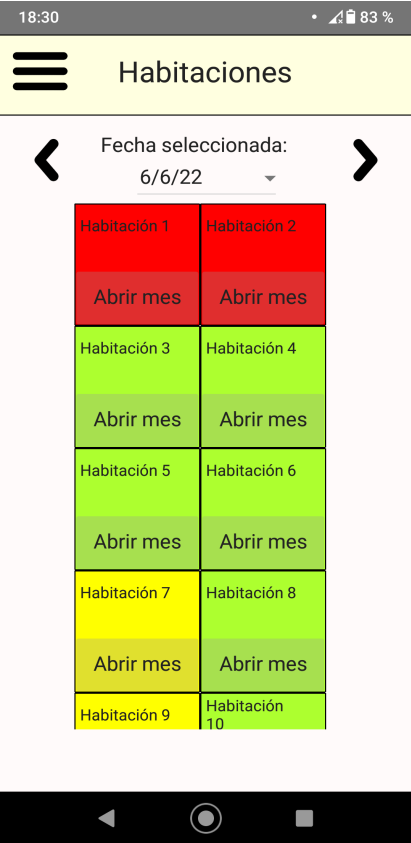 18:30 83 %
Habitaciones
Fecha seleccionada:
6/6/22
Habitación 1 Habitación 2
Abrir mes Abrir mes
Habitación 3 Habitación 4
Abrir mes Abrir mes
Habitación 5 Habitación 6
Abrir mes Abrir mes
Habitación 7 Habitación 8
Abrir mes Abrir mes
Habitación 9 Habitación
10